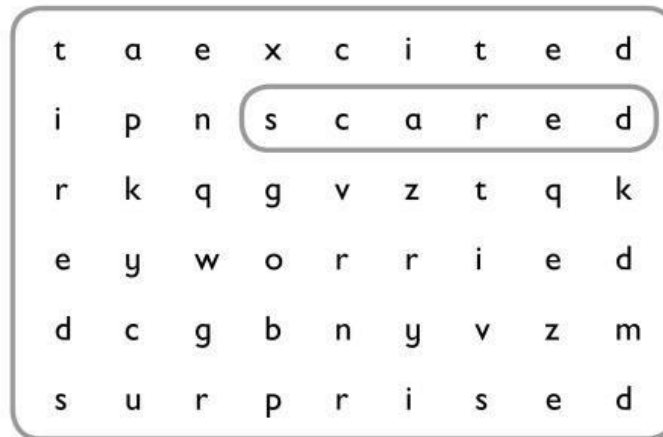 t a e x c i t e d
i p n s c a r e d
r k q g v z t q k
e y w o r r i e d
d c g b n y v z m
s u r p r i s e d